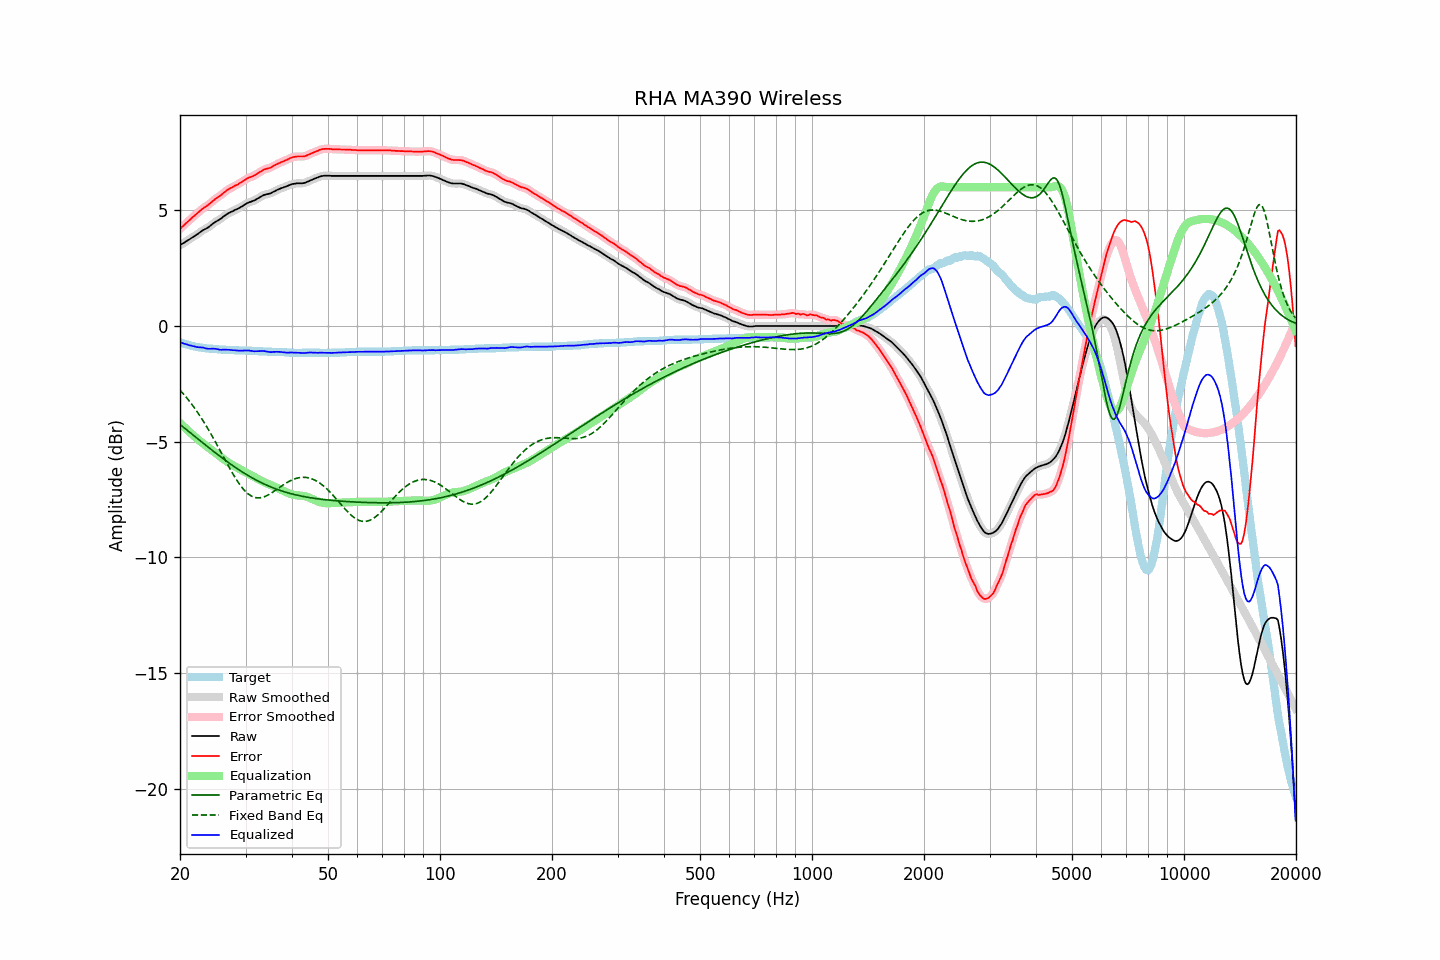 RHA MA390 Wireless
Amplitude (dBr)
5
0
−5
−10
−15
−20
Target
Raw Smoothed
Error Smoothed
Raw
Error
Equalization
Parametric Eq
Fixed Band Eq
Equalized
20 50 100 200 500 1000 2000 5000 10000 20000
Frequency (Hz)